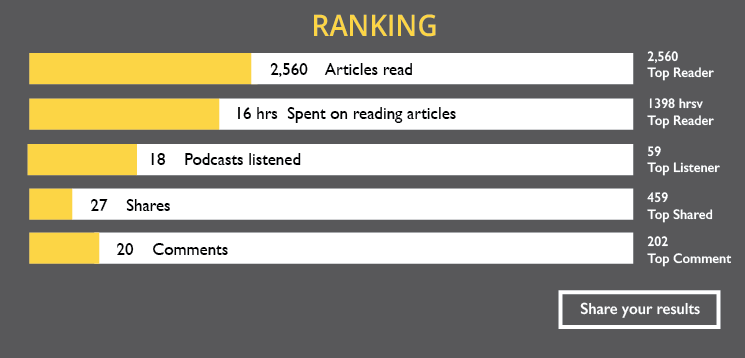 RANKING
2,560 Articles read
2,560
Top Reader
16 hrs Spent on reading articles
1398 hrsv
Top Reader
18 Podcasts listened
59
Top Listener
27 Shares
459
Top Shared
20 Comments
202
Top Comment
Share your results